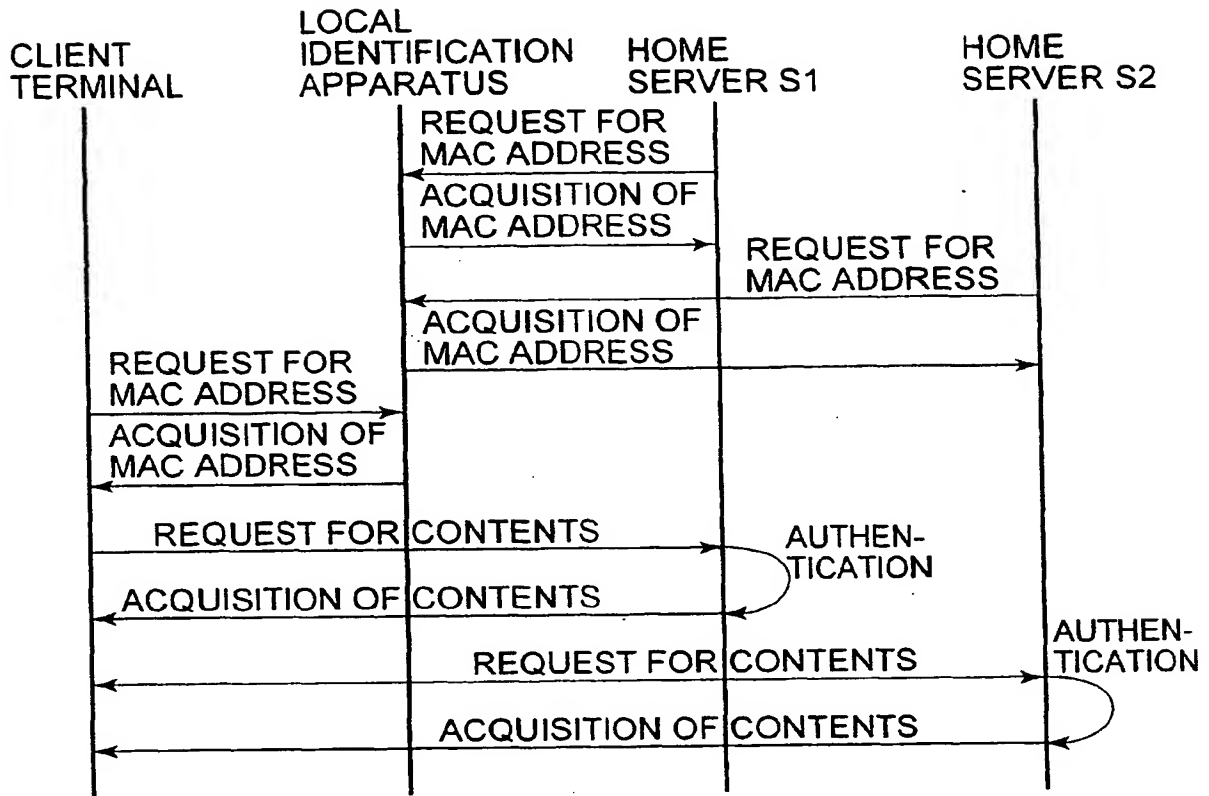 CLIENT
TERMINAL
LOCAL
IDENTIFICATION
APPARATUS
HOME
SERVER S1
HOME
SERVER S2
REQUEST FOR
MAC ADDRESS
ACQUISITION OF
MAC ADDRESS
REQUEST FOR
MAC ADDRESS
ACQUISITION OF
MAC ADDRESS
REQUEST FOR
MAC ADDRESS
ACQUISITION OF
MAC ADDRESS
REQUEST FOR CONTENTS
AUTHEN-
TICATION
ACQUISITION OF CONTENTS
REQUEST FOR CONTENTS
AUTHEN-
TICATION
ACQUISITION OF CONTENTS